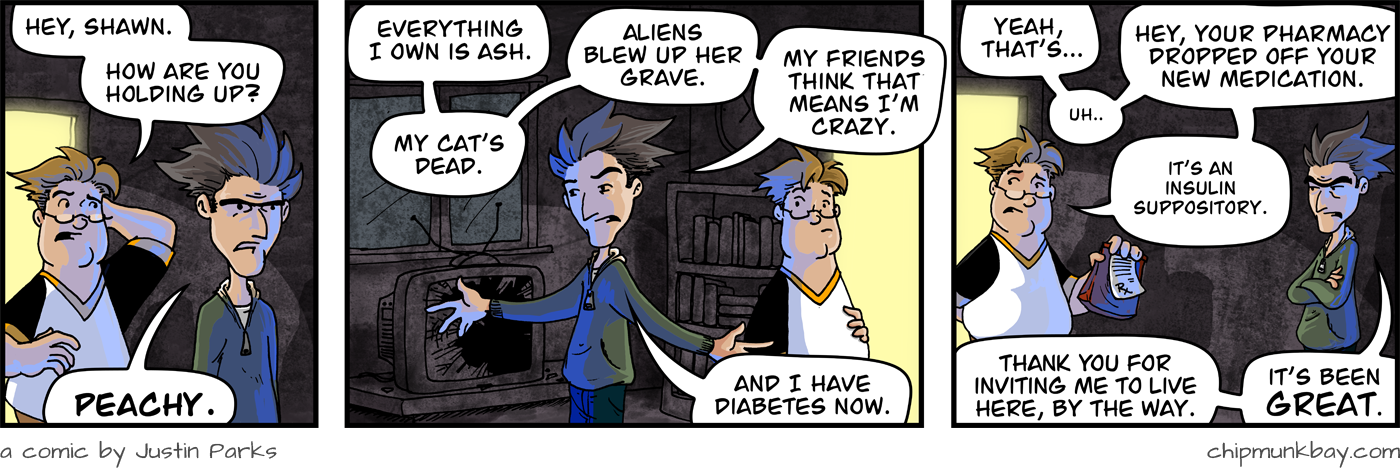 HEY, SHAWN.
HOW ARE YOU
HOLDING UP?
PEACHY.
EVERYTHING
I OWN IS ASH.
MY CAT'S
DEAD.
ALIENS
BLEW UP HER
GRAVE.
MY FRIENDS
THINK THAT
MEANS I'M
CRAZY.
AND I HAVE
DIABETES NOW.
YEAH,
THAT'S...
UH..
HEY, YOUR PHARMACY
DROPPED OFF YOUR
NEW MEDICATION.
IT'S AN
INSULIN
SUPPOSITORY.
Rx
THANK YOU FOR
INVITING ME TO LIVE
HERE, BY THE WAY.
IT'S BEEN
GREAT.
a comic by Justin Parks
chipmunkbay.com